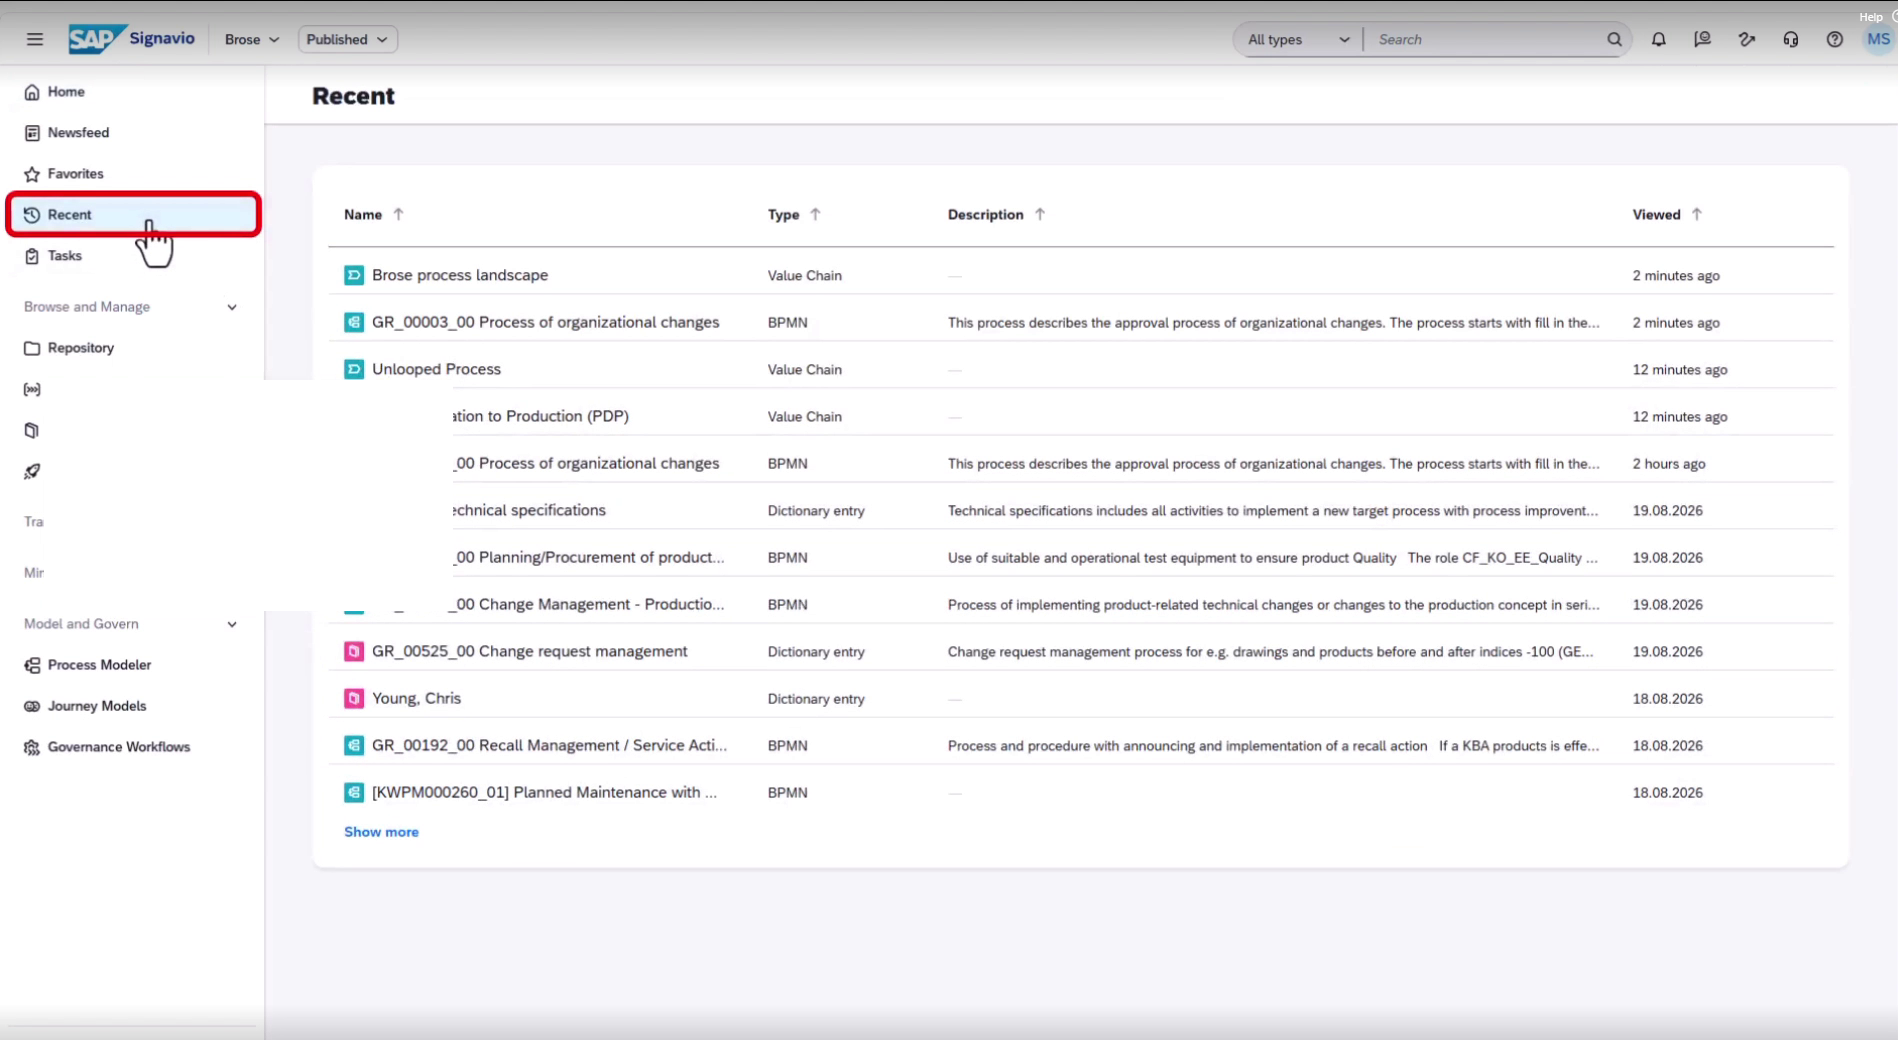 Help
SAP Signavio Brose Published All types Search MS
Home
Newsfeed
Favorites
Recent
Tasks
Browse and Manage
Repository
Tra
Mir
Model and Govern
Process Modeler
Journey Models
Governance Workflows
Recent
Name Type Description Viewed
Brose process landscape Value Chain — 2 minutes ago
GR_00003_00 Process of organizational changes BPMN This process describes the approval process of organizational changes. The process starts with fill in the... 2 minutes ago
Unlooped Process Value Chain — 12 minutes ago
ation to Production (PDP) Value Chain — 12 minutes ago
_00 Process of organizational changes BPMN This process describes the approval process of organizational changes. The process starts with fill in the... 2 hours ago
echnical specifications Dictionary entry Technical specifications includes all activities to implement a new target process with process improvent... 19.08.2026
_00 Planning/Procurement of product... BPMN Use of suitable and operational test equipment to ensure product Quality The role CF_KO_EE_Quality ... 19.08.2026
_00 Change Management - Productio... BPMN Process of implementing product-related technical changes or changes to the production concept in seri... 19.08.2026
GR_00525_00 Change request management Dictionary entry Change request management process for e.g. drawings and products before and after indices -100 (GE... 19.08.2026
Young, Chris Dictionary entry — 18.08.2026
GR_00192_00 Recall Management / Service Acti... BPMN Process and procedure with announcing and implementation of a recall action If a KBA products is effe... 18.08.2026
[KWPM000260_01] Planned Maintenance with ... BPMN — 18.08.2026
Show more